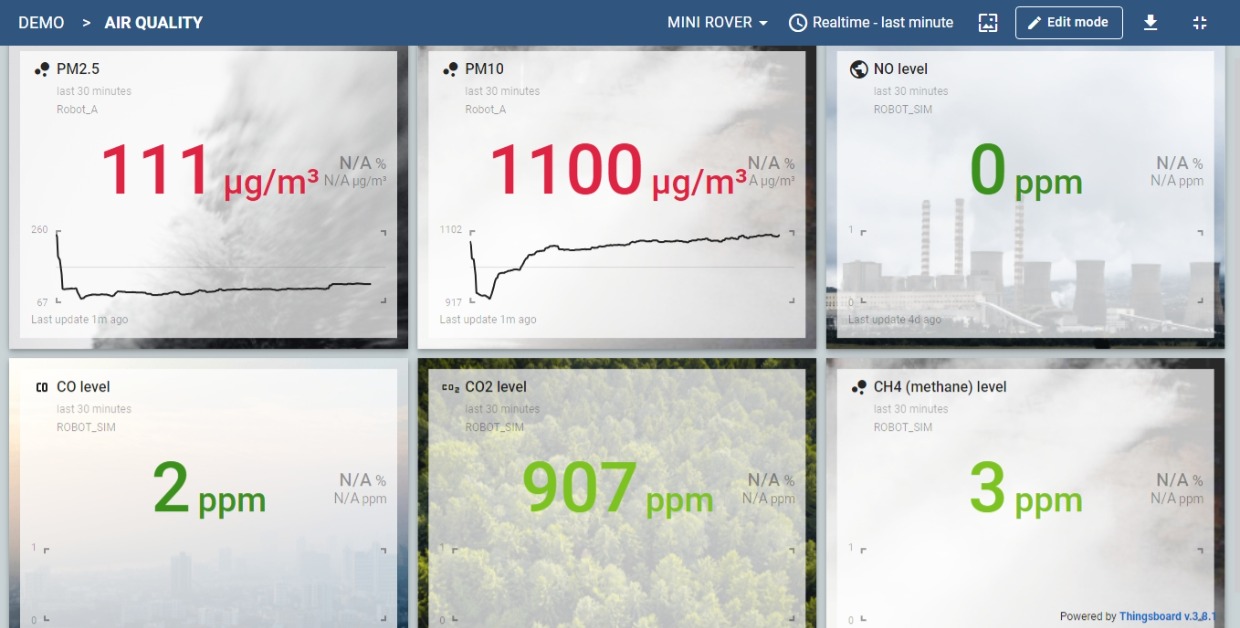 DEMO > AIR QUALITY
MINI ROVER
Realtime - last minute
Edit mode
PM2.5
last 30 minutes
Robot_A
111 µg/m³
N/A %
N/A µg/m³
260
67
Last update 1m ago
PM10
last 30 minutes
Robot_A
1100 µg/m³
N/A %
A µg/m³
1102
917
Last update 1m ago
NO level
last 30 minutes
ROBOT_SIM
0 ppm
N/A %
N/A ppm
1
0
Last update 4d ago
CO CO level
last 30 minutes
ROBOT_SIM
2 ppm
N/A %
N/A ppm
1
0
CO₂ CO2 level
last 30 minutes
ROBOT_SIM
907 ppm
N/A %
N/A ppm
1
0
CH4 (methane) level
last 30 minutes
ROBOT_SIM
3 ppm
N/A %
N/A ppm
1
0
Powered by Thingsboard v.3.8.1